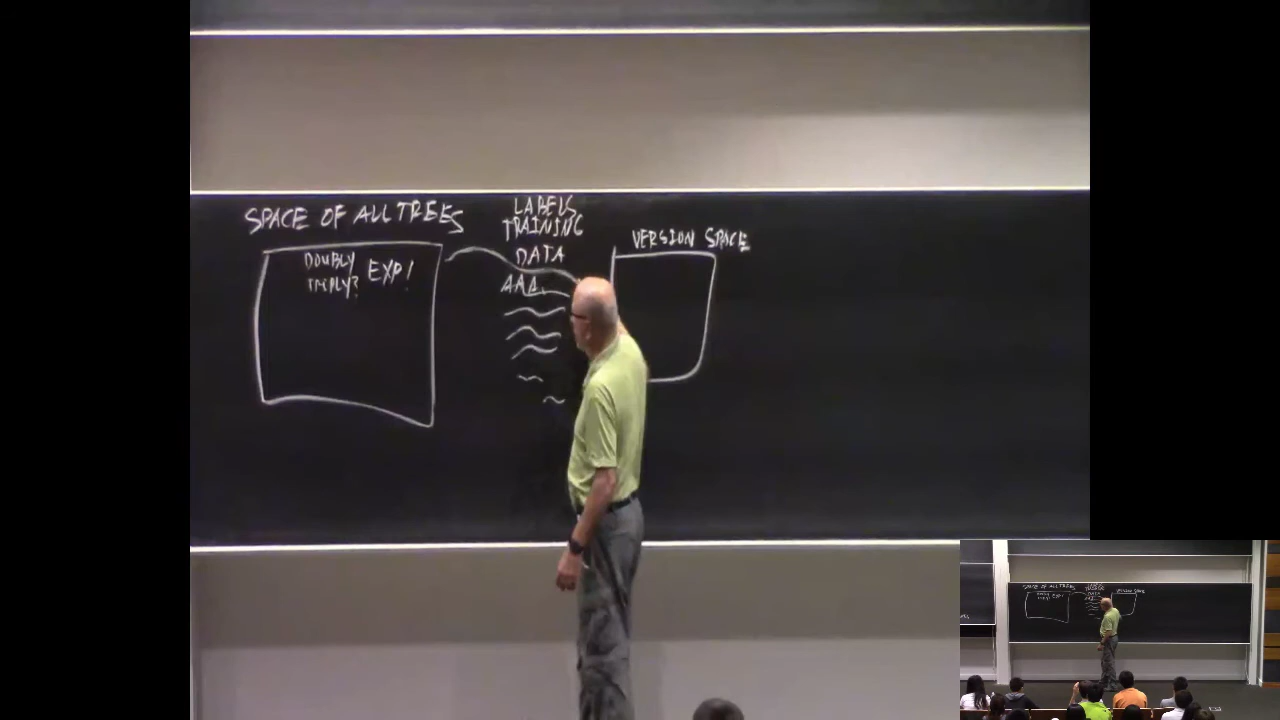 SPACE OF ALL TREES
DOUBLY
TRIPLY? EXP!
LABELS
TRAINING
DATA
VERSION SPACE